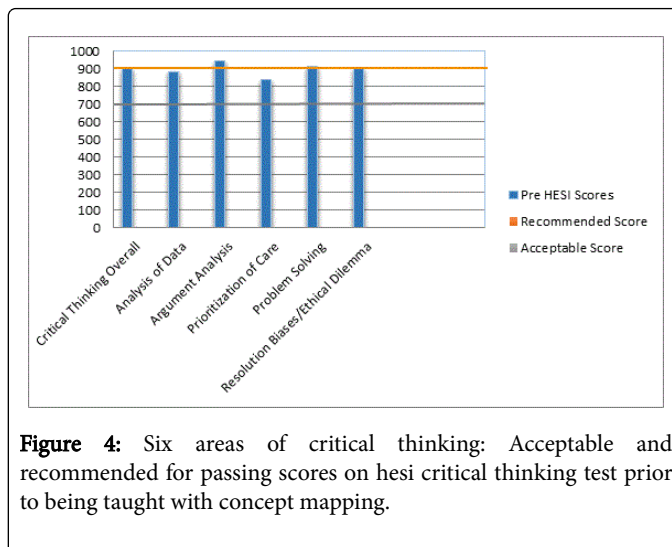 1000
900
800
700
600
500
400
300
200
100
0
Critical Thinking Overall
Analysis of Data
Argument Analysis
Prioritization of Care
Problem Solving
Resolution Biases/Ethical Dilemma
Pre HESI Scores
Recommended Score
Acceptable Score
Figure 4: Six areas of critical thinking: Acceptable and
recommended for passing scores on hesi critical thinking test prior
to being taught with concept mapping.